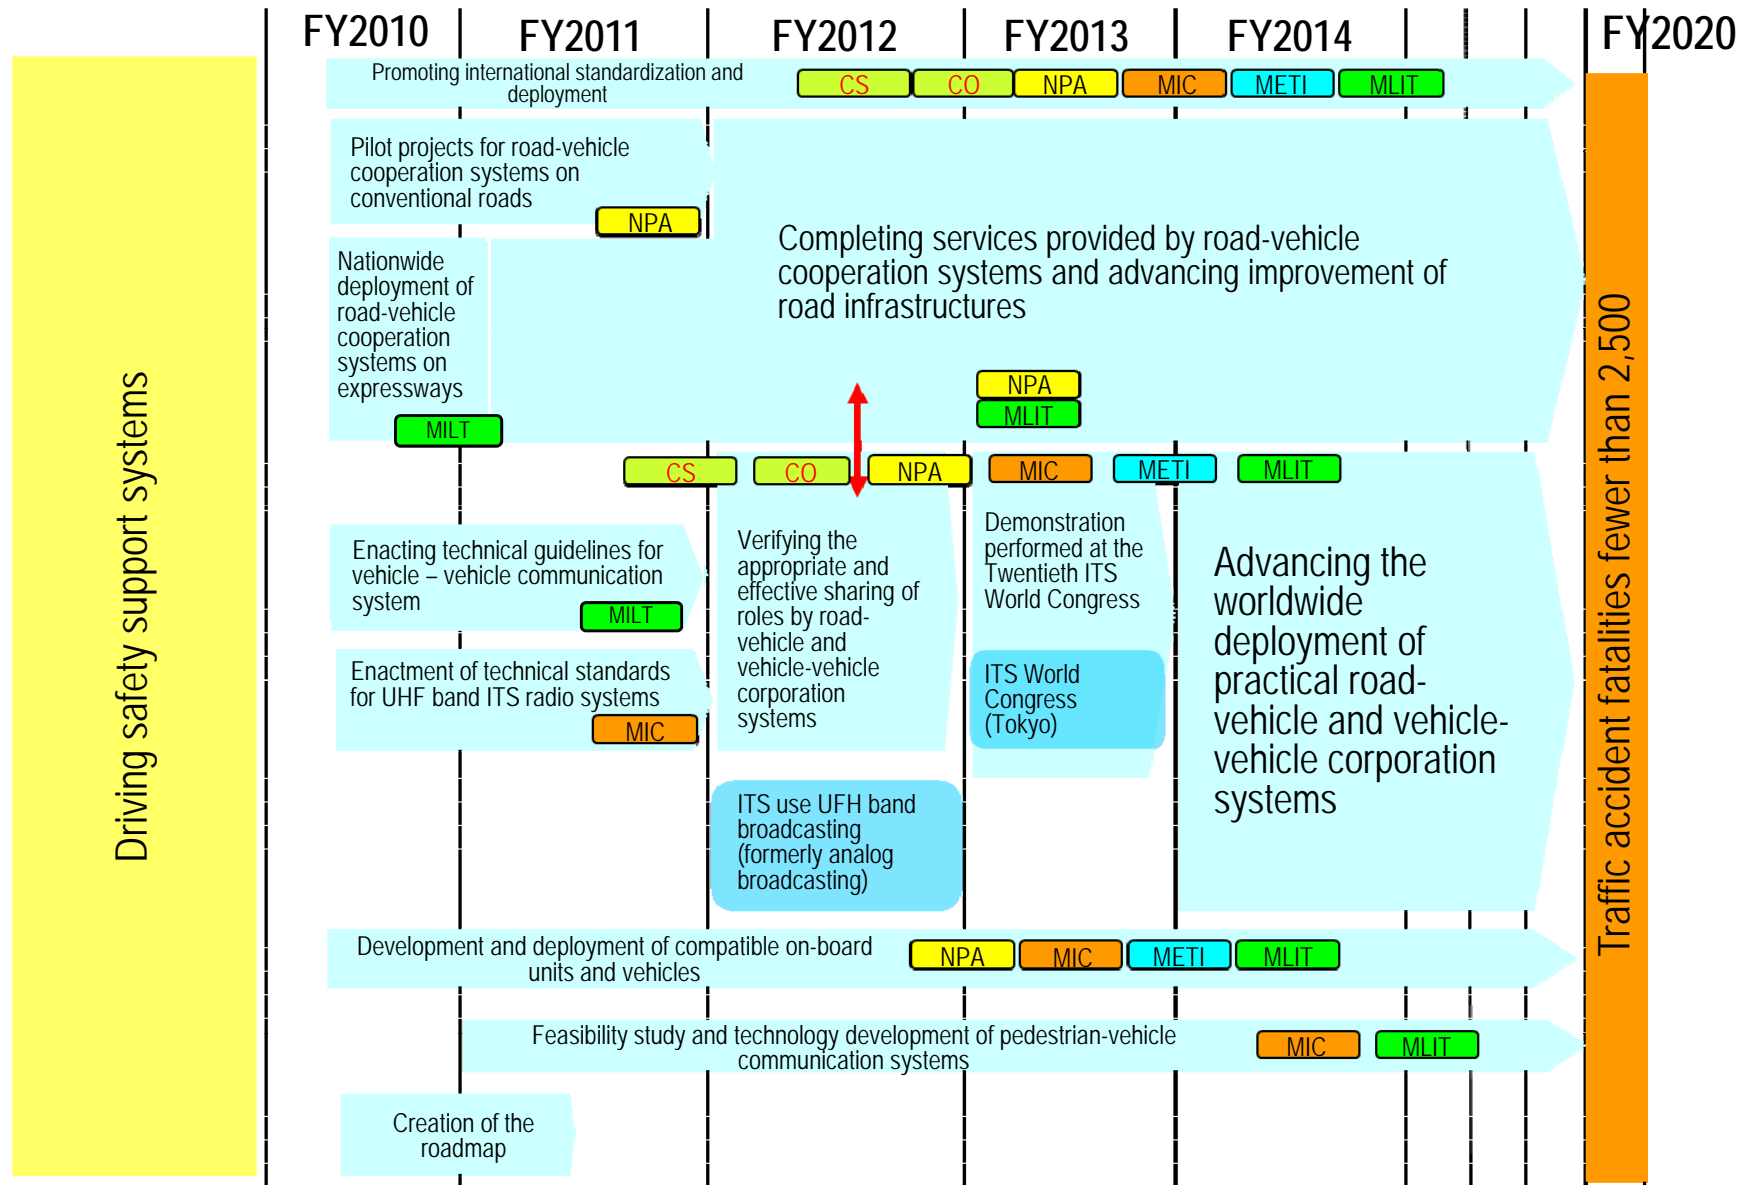 FY2010
FY2011
FY2012
FY2013
FY2014
FY2020
Driving safety support systems
Promoting international standardization and
deployment
CS
CO
NPA
MIC
METI
MLIT
Pilot projects for road-vehicle
cooperation systems on
conventional roads
NPA
Nationwide
deployment of
road-vehicle
cooperation
systems on
expressways
MILT
Completing services provided by road-vehicle
cooperation systems and advancing improvement of
road infrastructures
NPA
MLIT
CS
CO
NPA
MIC
METI
MLIT
Enacting technical guidelines for
vehicle – vehicle communication
system
MILT
Enactment of technical standards
for UHF band ITS radio systems
MIC
Verifying the
appropriate and
effective sharing of
roles by road-
vehicle and
vehicle-vehicle
corporation
systems
ITS use UFH band
broadcasting
(formerly analog
broadcasting)
Demonstration
performed at the
Twentieth ITS
World Congress
ITS World
Congress
(Tokyo)
Advancing the
worldwide
deployment of
practical road-
vehicle and vehicle-
vehicle corporation
systems
Development and deployment of compatible on-board
units and vehicles
NPA
MIC
METI
MLIT
Feasibility study and technology development of pedestrian-vehicle
communication systems
MIC
MLIT
Creation of the
roadmap
Traffic accident fatalities fewer than 2,500